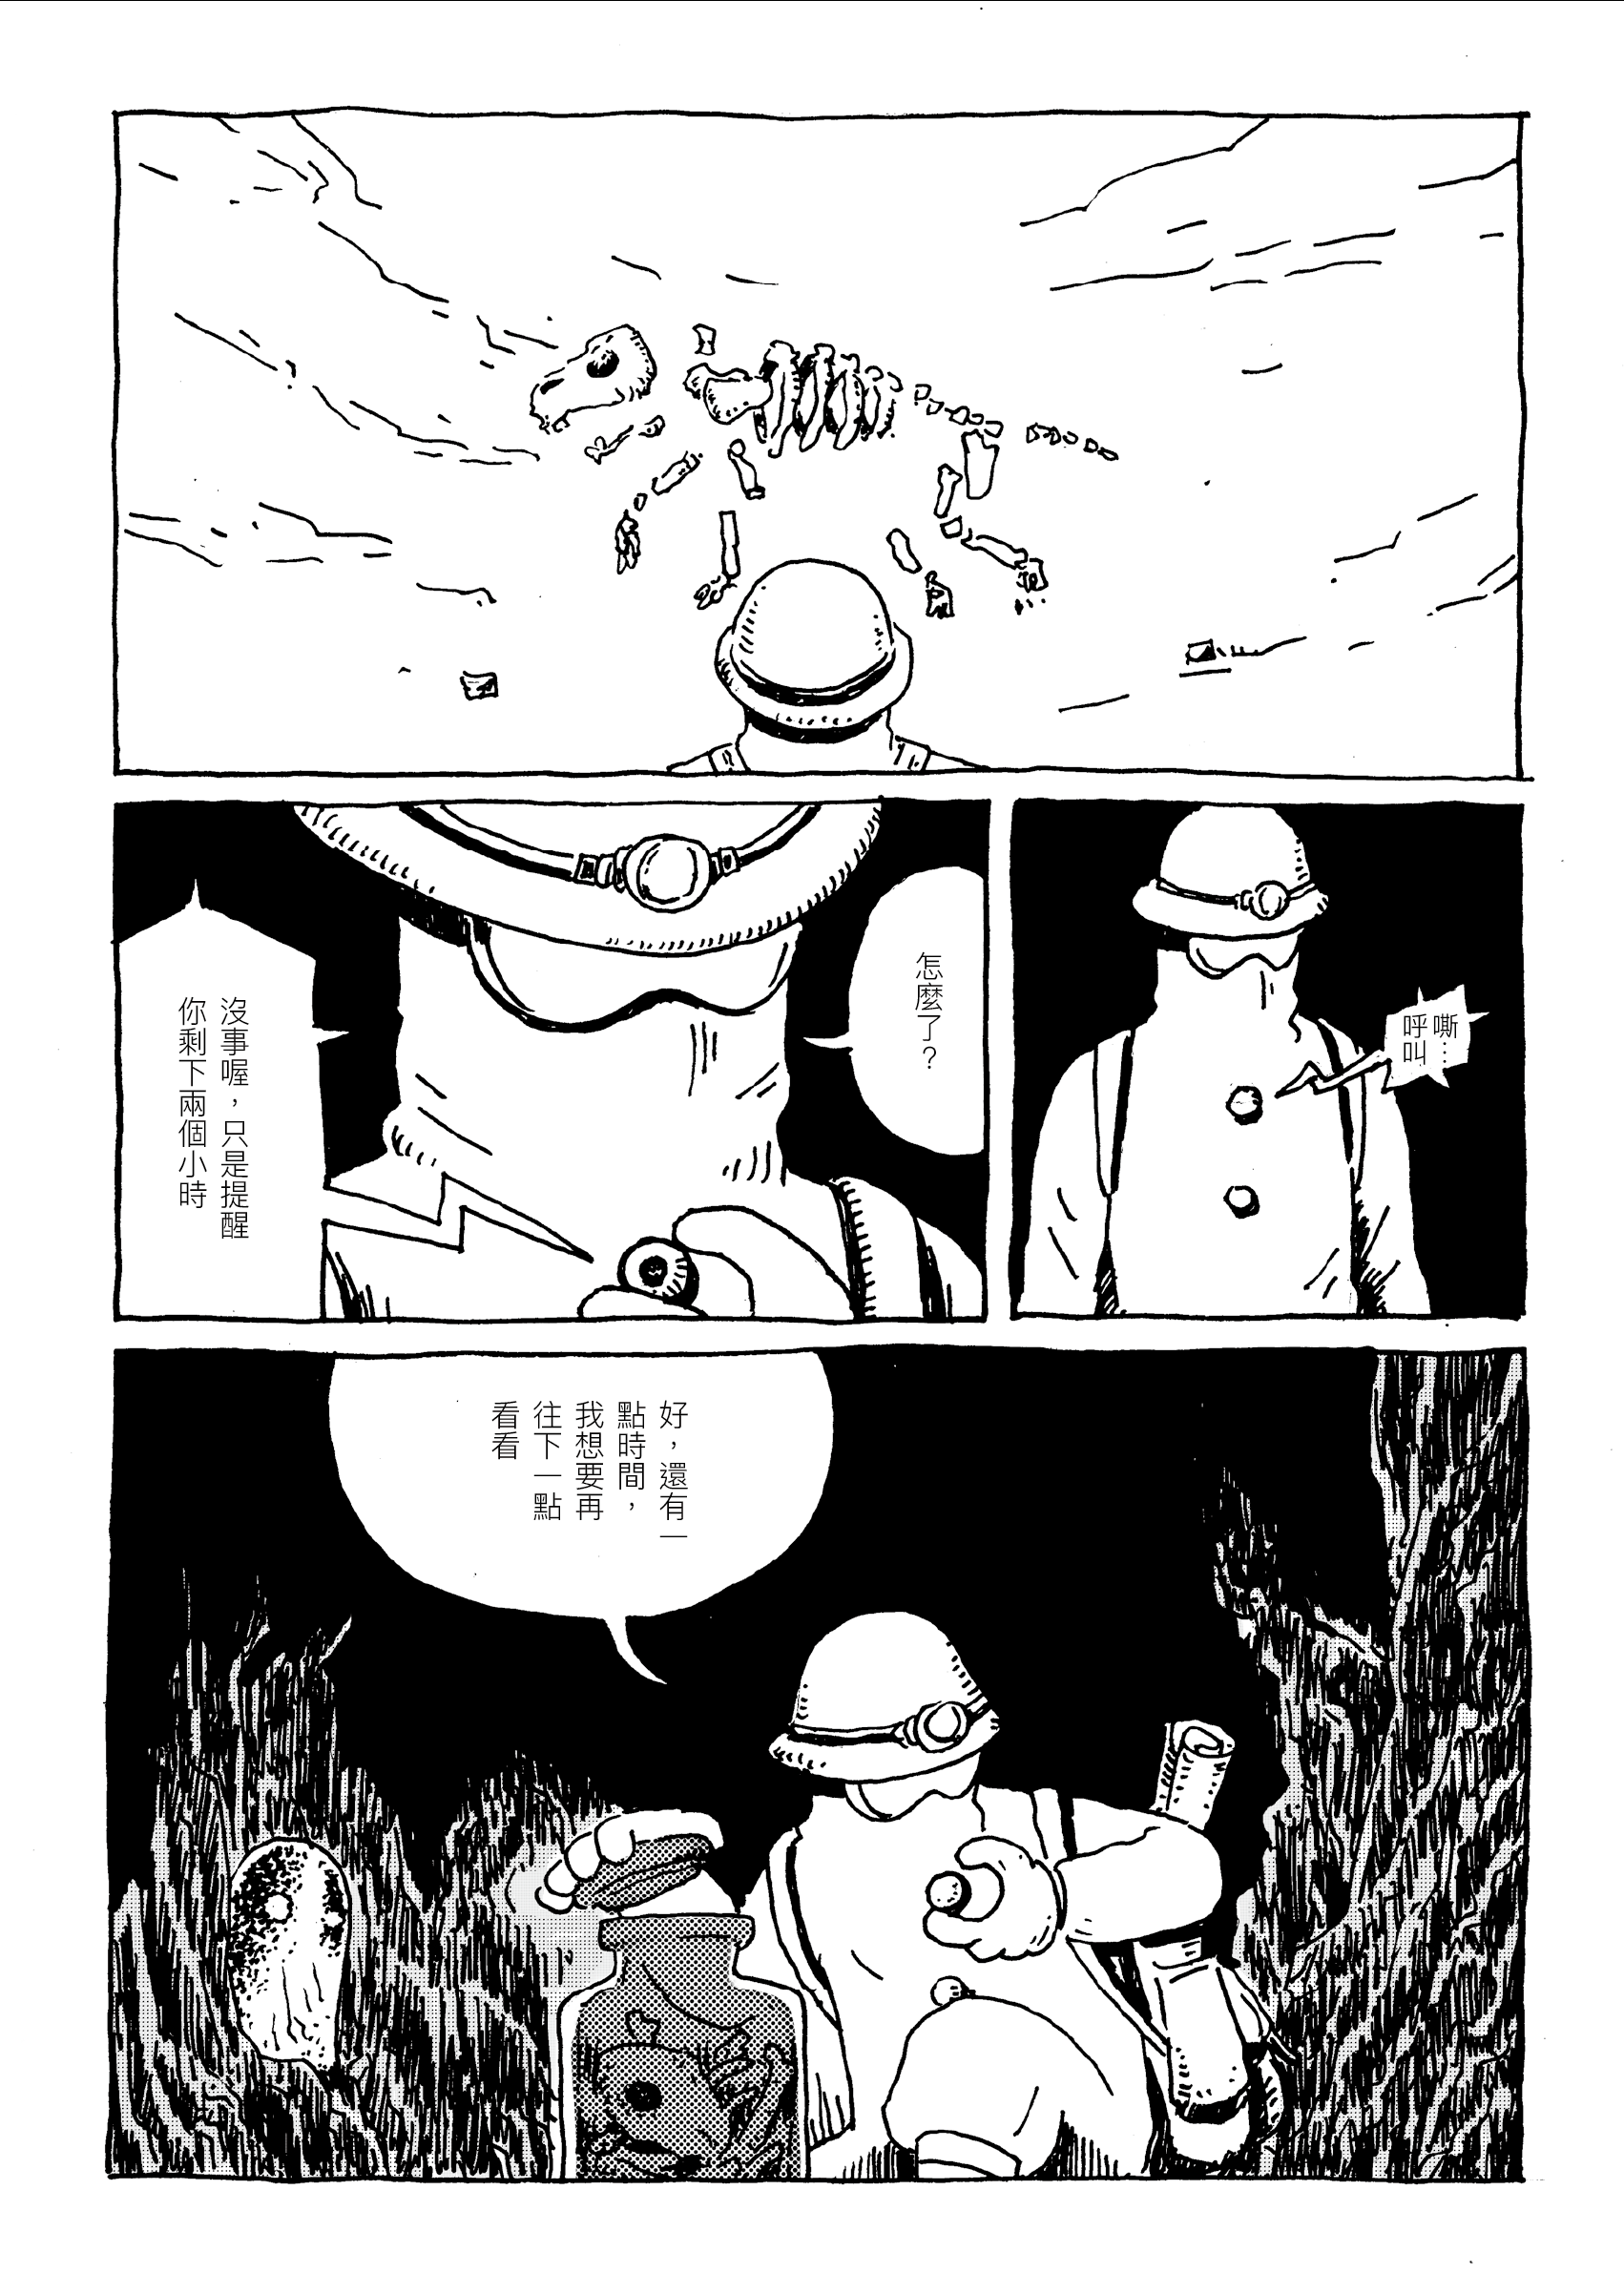 嘶…
呼叫
怎麼了？
沒事喔，只是提醒
你剩下兩個小時
好，還有一
點時間，
我想要再
往下一點
看看